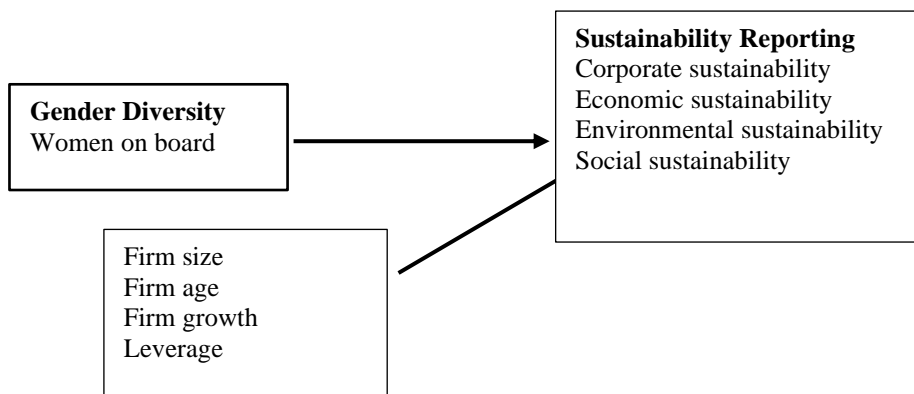 Gender Diversity
Women on board
Sustainability Reporting
Corporate sustainability
Economic sustainability
Environmental sustainability
Social sustainability
Firm size
Firm age
Firm growth
Leverage